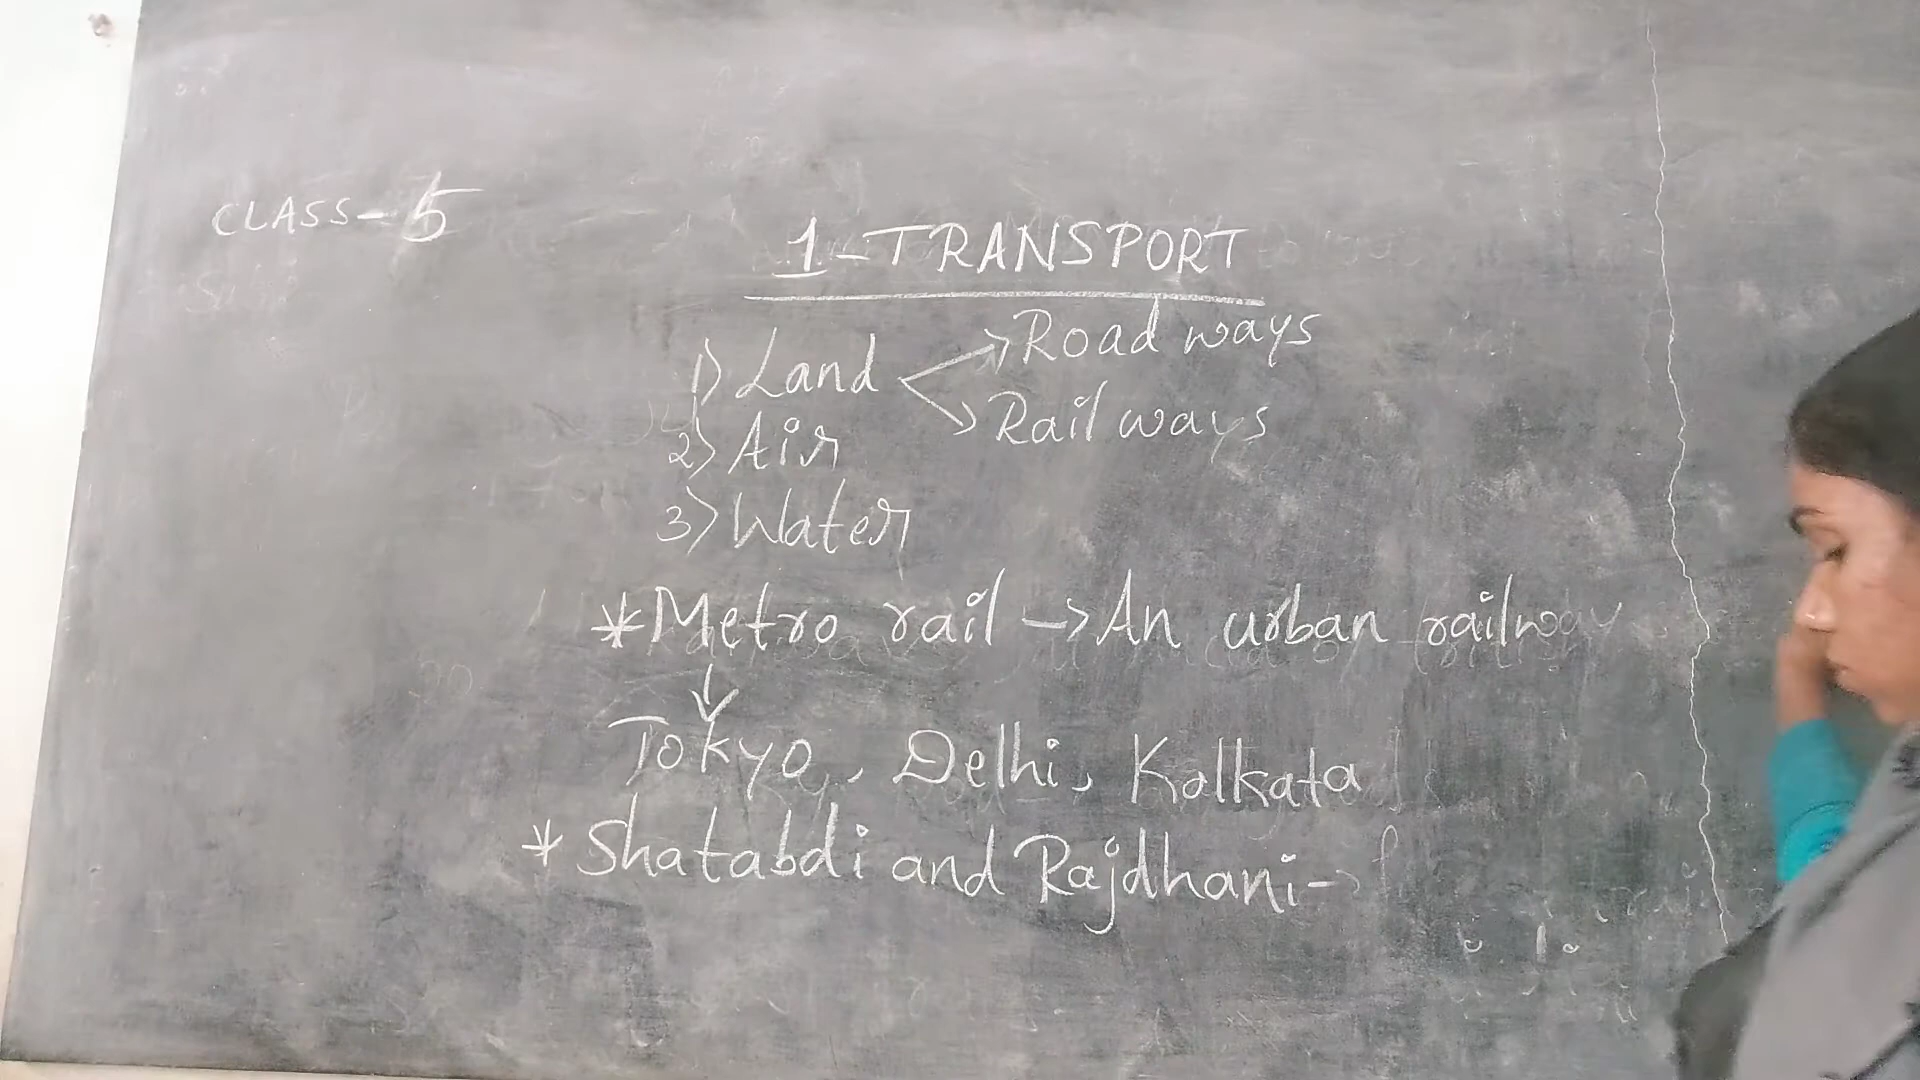 CLASS-5
1-TRANSPORT
1) Land → Road ways
→ Rail ways
2) Air
3) Water
*Metro rail → An urban railway
↓
Tokyo, Delhi, Kolkata
* Shatabdi and Rajdhani →